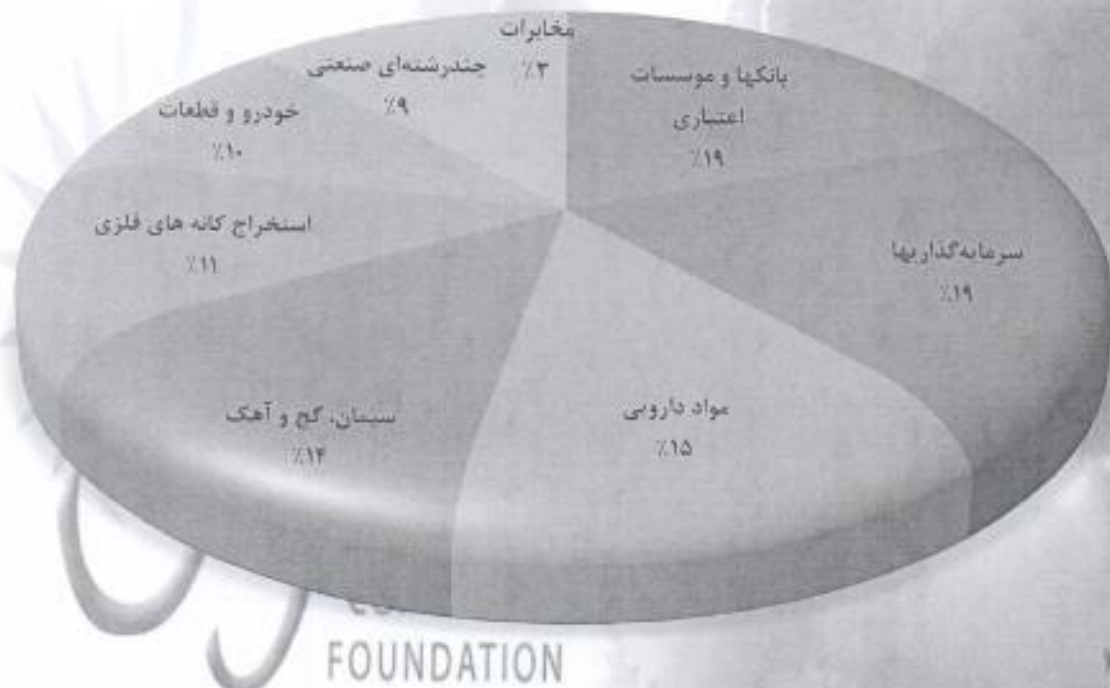 مخابرات
٪۳
بانکها و موسسات
اعتباری
٪۱۹
سرمایه‌گذاریها
٪۱۹
مواد دارویی
٪۱۵
سیمان، گچ و آهک
٪۱۴
استخراج کانه های فلزی
٪۱۱
خودرو و قطعات
٪۱۰
چندرشته‌ای صنعتی
٪۹
FOUNDATION